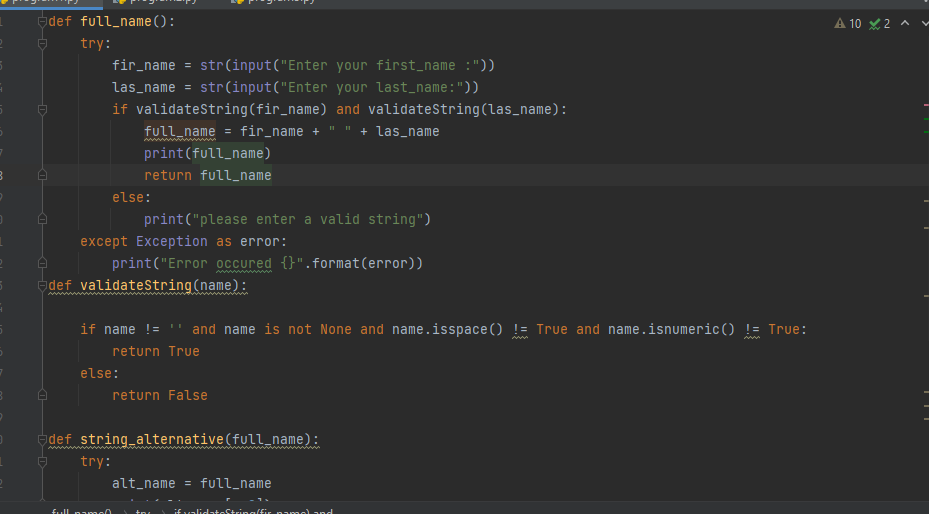 def full_name():
    try:
        fir_name = str(input("Enter your first_name :"))
        las_name = str(input("Enter your last_name:"))
        if validateString(fir_name) and validateString(las_name):
            full_name = fir_name + " " + las_name
            print(full_name)
            return full_name
        else:
            print("please enter a valid string")
    except Exception as error:
        print("Error occured {}".format(error))
def validateString(name):
    if name != '' and name is not None and name.isspace() != True and name.isnumeric() != True:
        return True
    else:
        return False
def string_alternative(full_name):
    try:
        alt_name = full_name
10 2